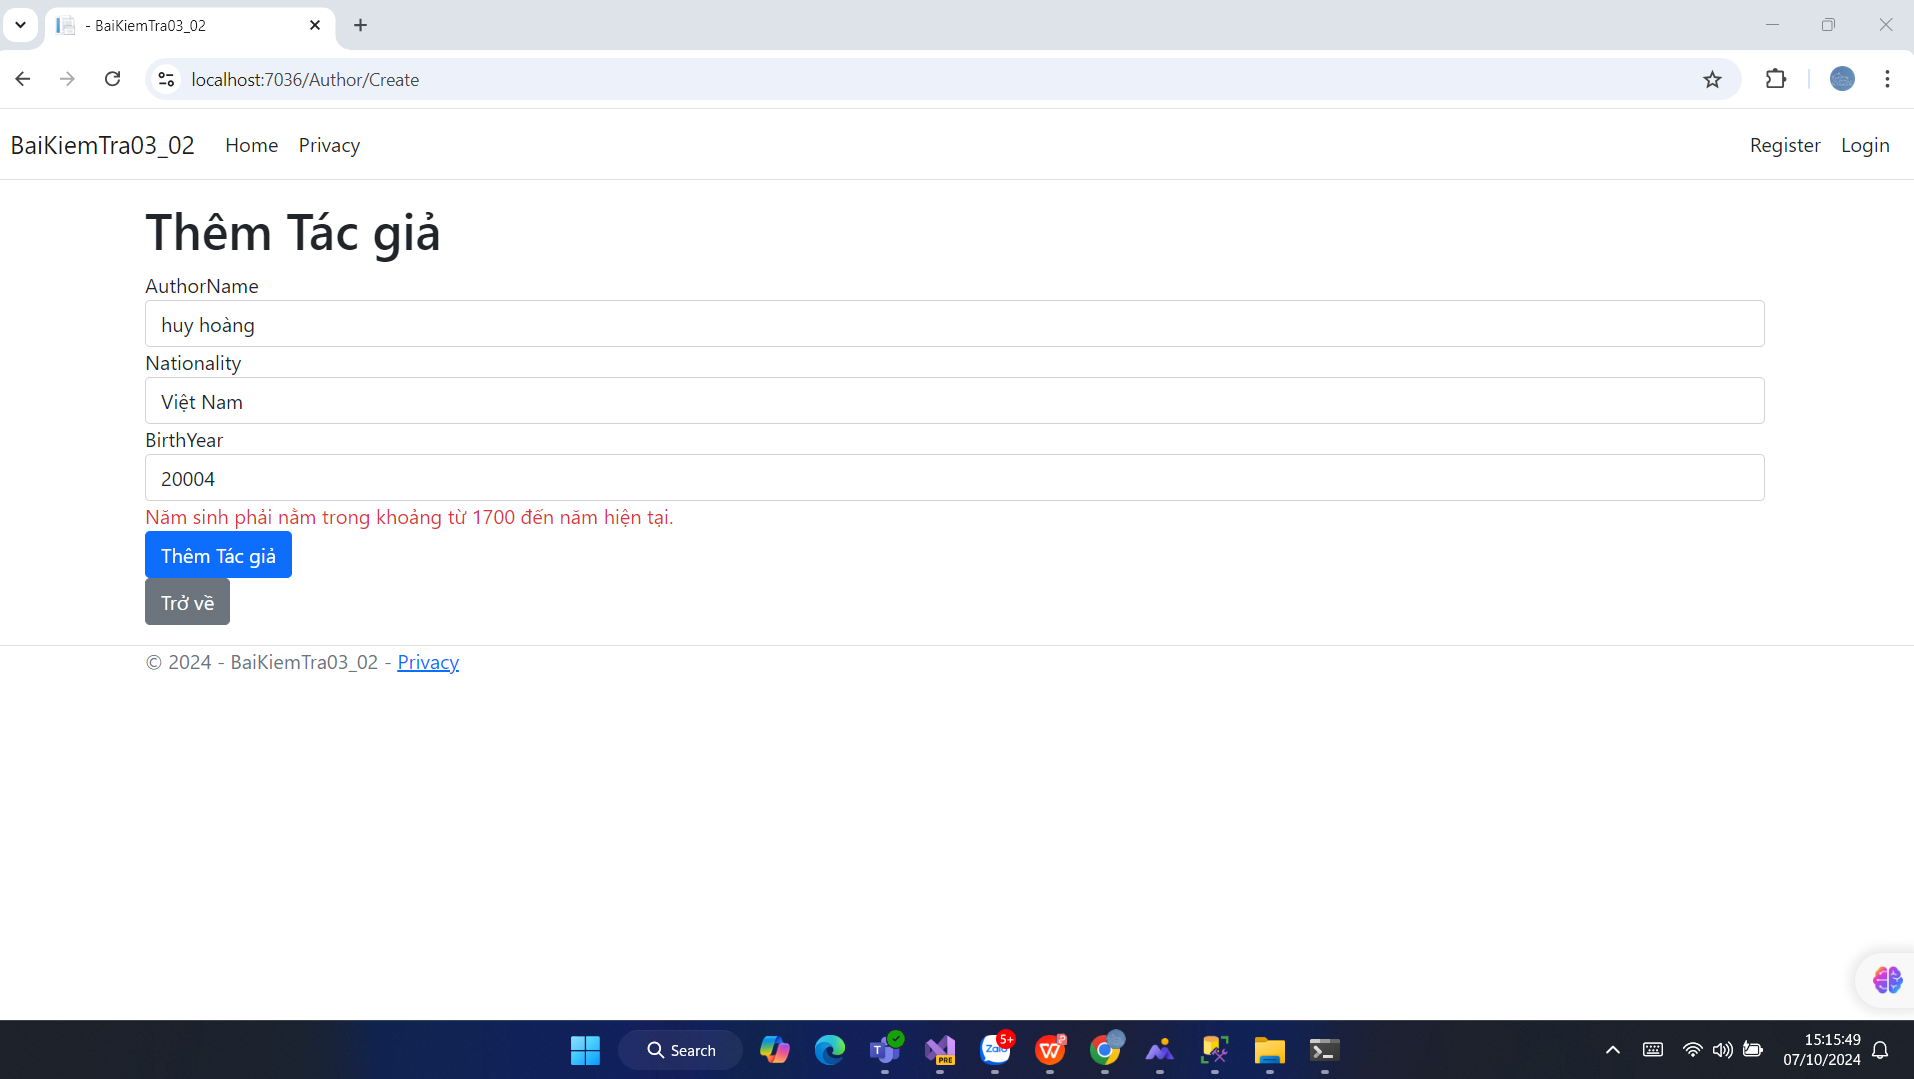 - BaiKiemTra03_02
localhost:7036/Author/Create
BaiKiemTra03_02 Home Privacy Register Login
Thêm Tác giả
AuthorName
huy hoàng
Nationality
Việt Nam
BirthYear
20004
Năm sinh phải nằm trong khoảng từ 1700 đến năm hiện tại.
Thêm Tác giả
Trở về
© 2024 - BaiKiemTra03_02 - Privacy
Search
T
PRE
Zalo
5+
W
15:15:49
07/10/2024